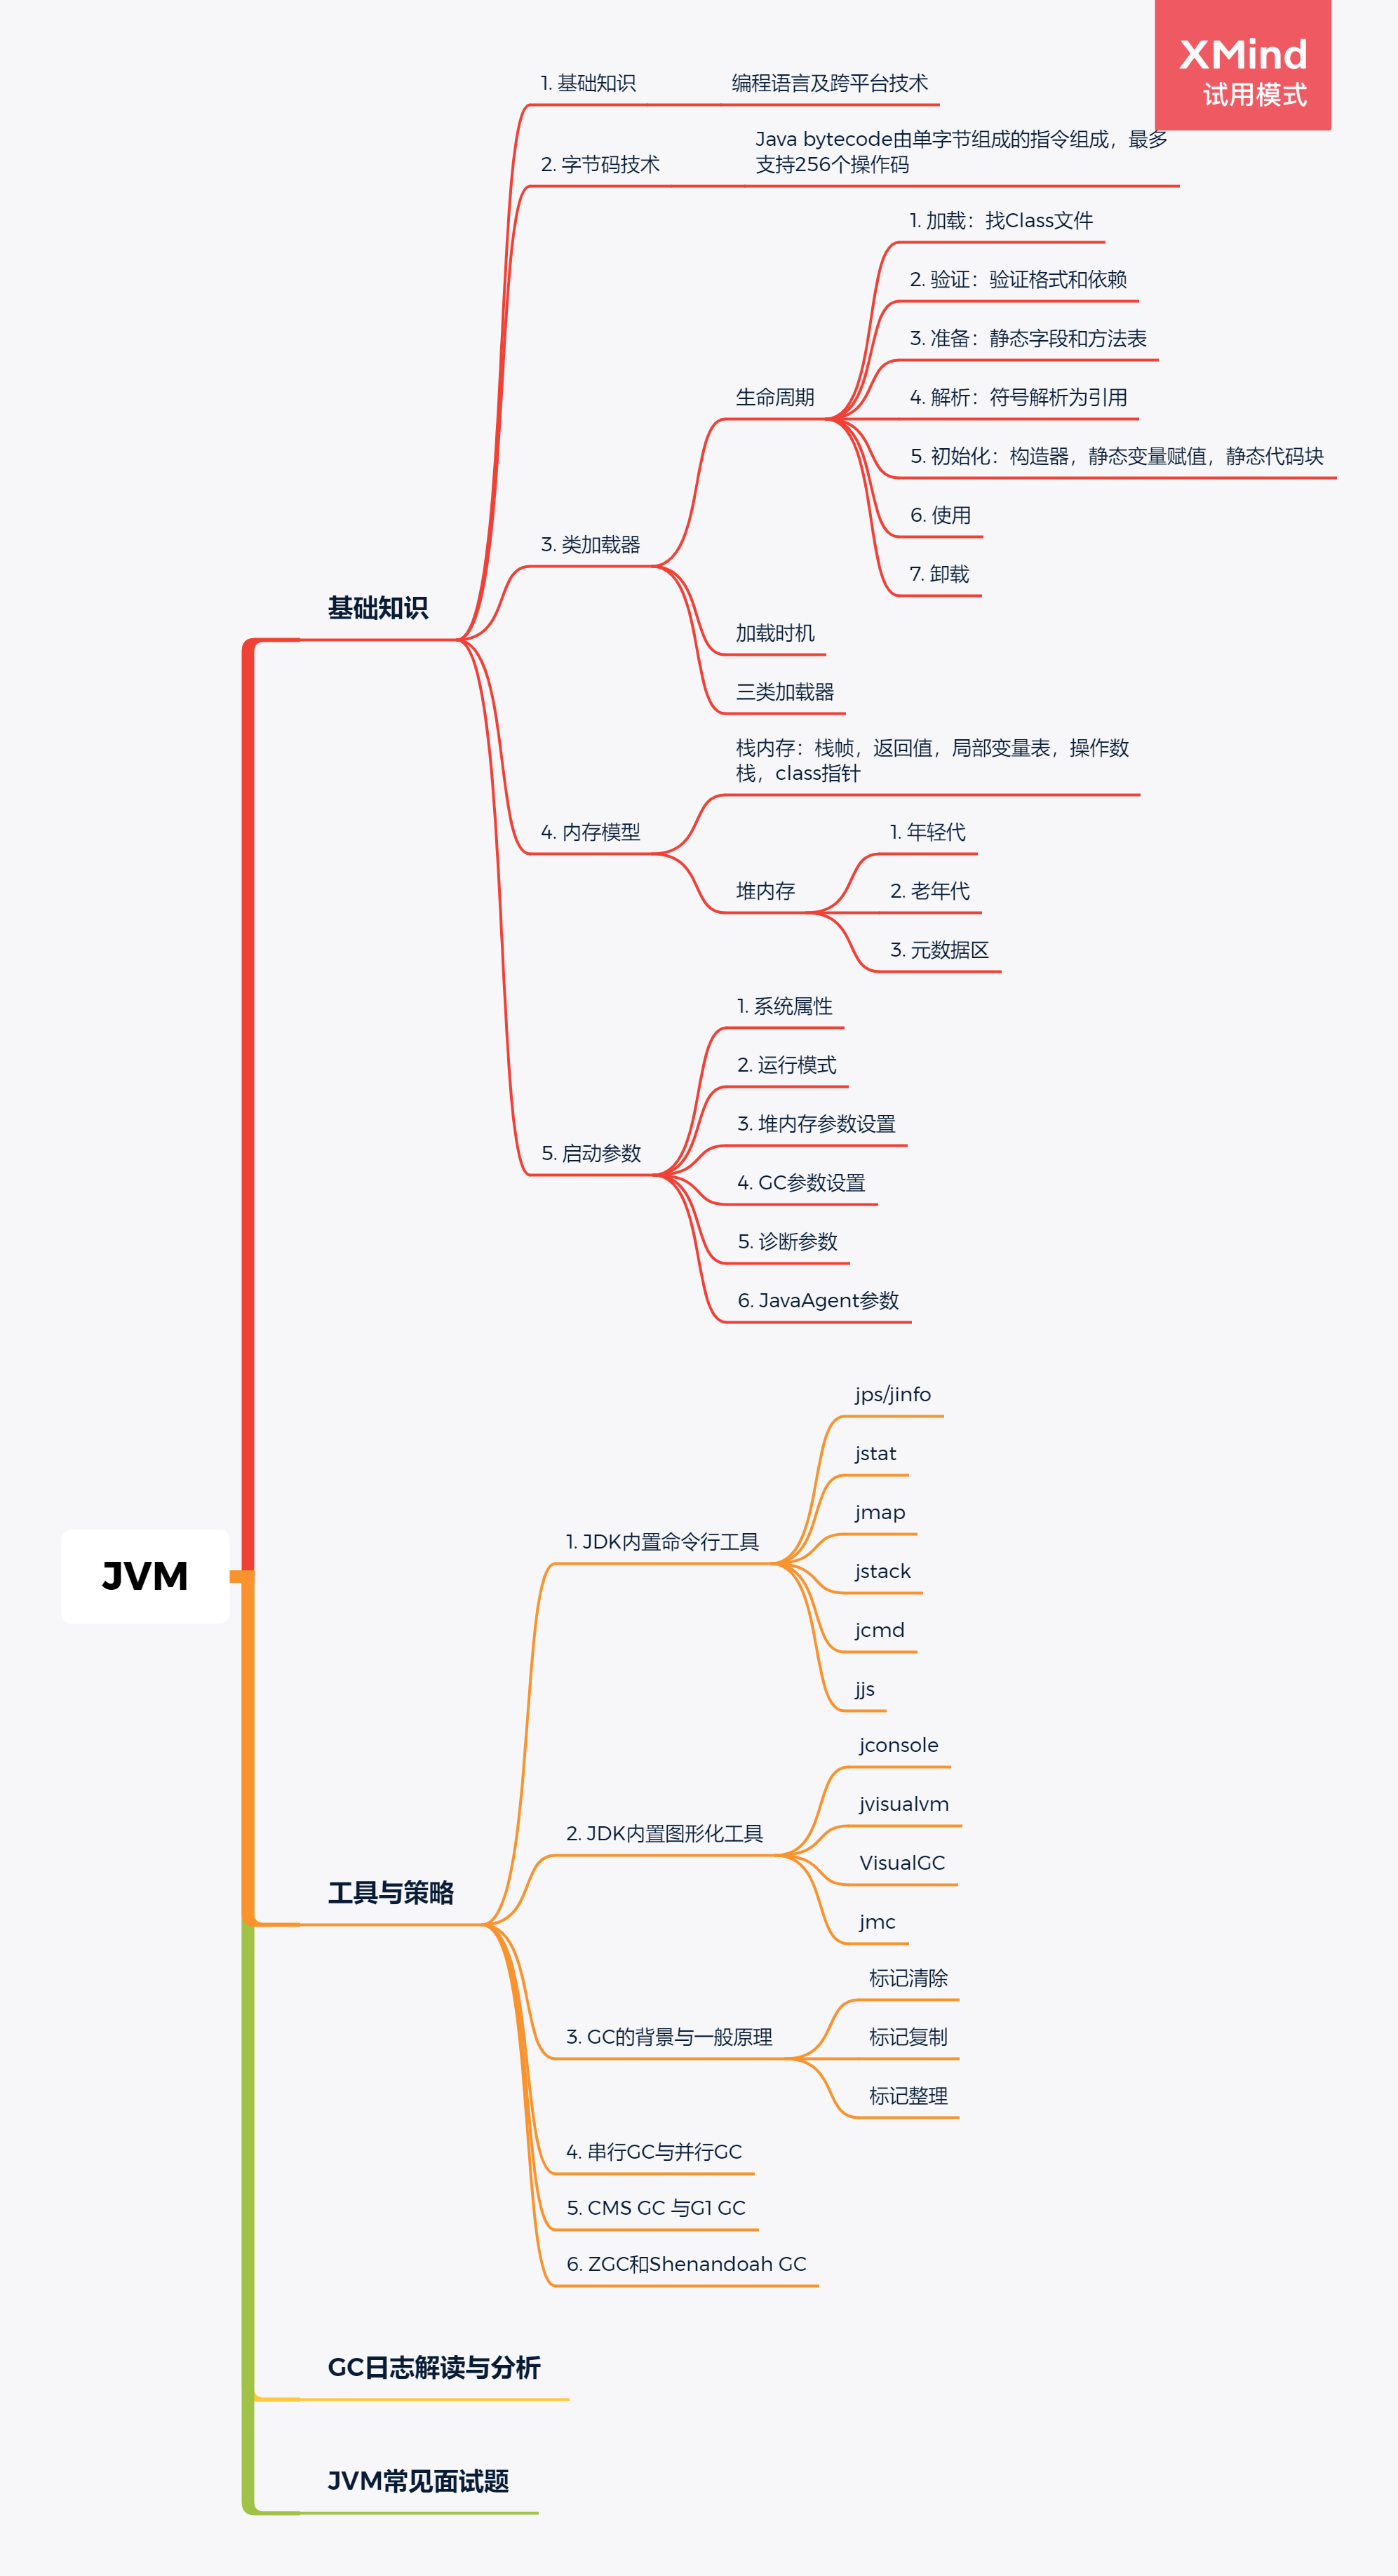 XMind
试用模式
1. 基础知识
编程语言及跨平台技术
2. 字节码技术
Java bytecode由单字节组成的指令组成，最多
支持256个操作码
基础知识
3. 类加载器
生命周期
1. 加载：找Class文件
2. 验证：验证格式和依赖
3. 准备：静态字段和方法表
4. 解析：符号解析为引用
5. 初始化：构造器，静态变量赋值，静态代码块
6. 使用
7. 卸载
加载时机
三类加载器
4. 内存模型
栈内存：栈帧，返回值，局部变量表，操作数
栈，class指针
堆内存
1. 年轻代
2. 老年代
3. 元数据区
5. 启动参数
1. 系统属性
2. 运行模式
3. 堆内存参数设置
4. GC参数设置
5. 诊断参数
6. JavaAgent参数
JVM
工具与策略
1. JDK内置命令行工具
jps/jinfo
jstat
jmap
jstack
jcmd
jjs
2. JDK内置图形化工具
jconsole
jvisualvm
VisualGC
jmc
3. GC的背景与一般原理
标记清除
标记复制
标记整理
4. 串行GC与并行GC
5. CMS GC 与G1 GC
6. ZGC和Shenandoah GC
GC日志解读与分析
JVM常见面试题